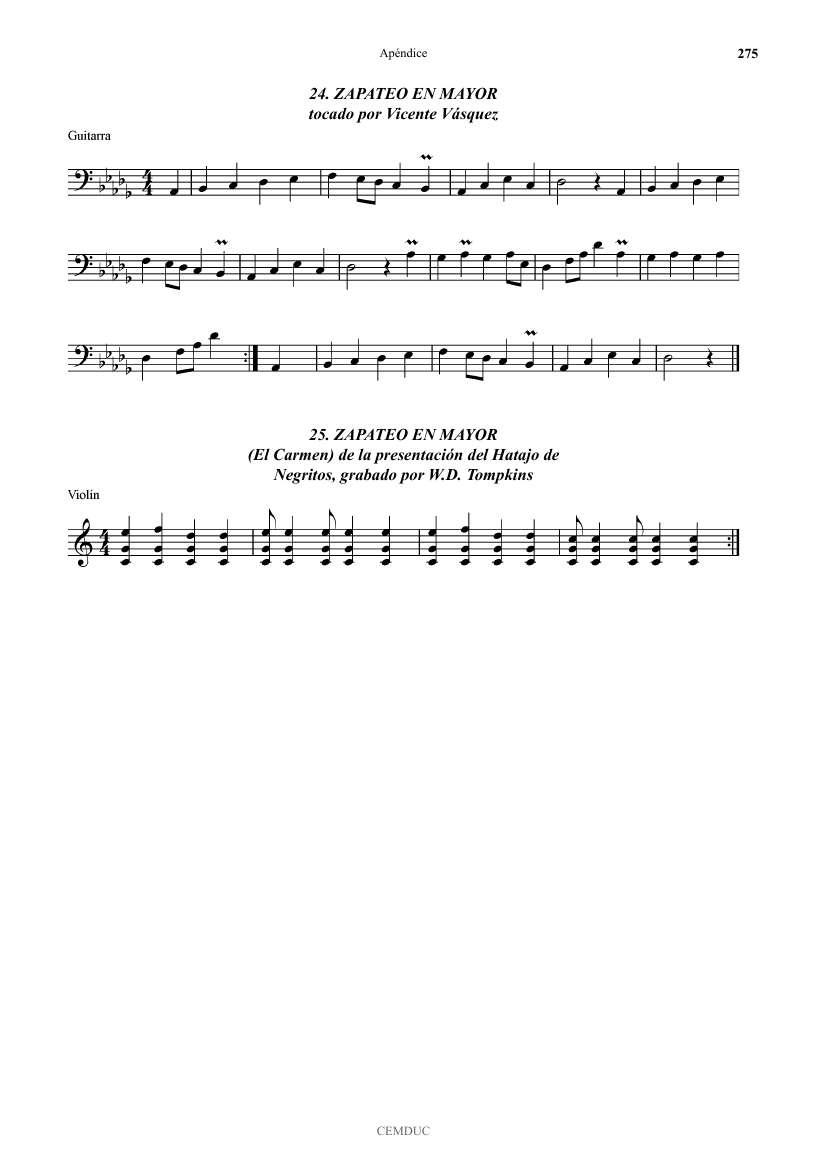 Apéndice
275
24. ZAPATEO EN MAYOR
tocado por Vicente Vásquez
Guitarra
25. ZAPATEO EN MAYOR
(El Carmen) de la presentación del Hatajo de
Negritos, grabado por W.D. Tompkins
Violín
CEMDUC